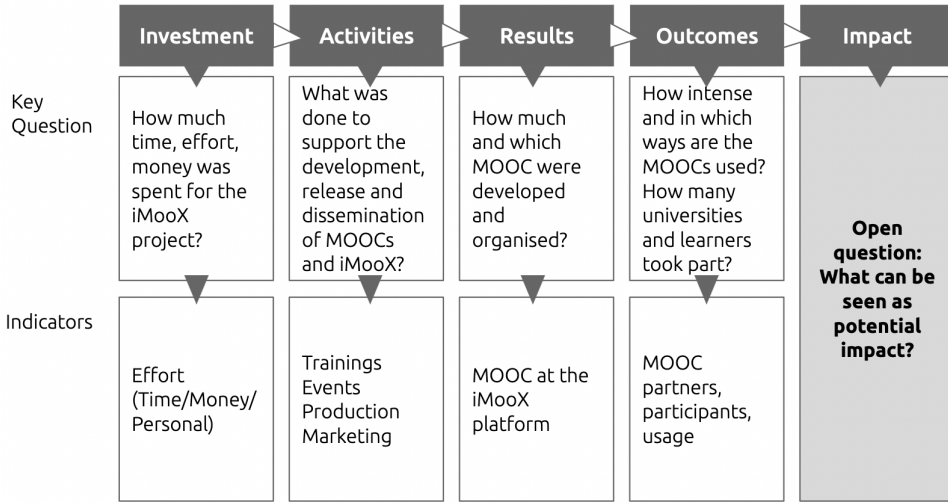 Investment
Activities
Results
Outcomes
Impact
Key
Question
How much
time, effort,
money was
spent for the
iMooX
project?
What was
done to
support the
development,
release and
dissemination
of MOOCs
and iMooX?
How much
and which
MOOC were
developed
and
organised?
How intense
and in which
ways are the
MOOCs used?
How many
universities
and learners
took part?
Open
question:
What can be
seen as
potential
impact?
Indicators
Effort
(Time/Money/
Personal)
Trainings
Events
Production
Marketing
MOOC at the
iMooX
platform
MOOC
partners,
participants,
usage